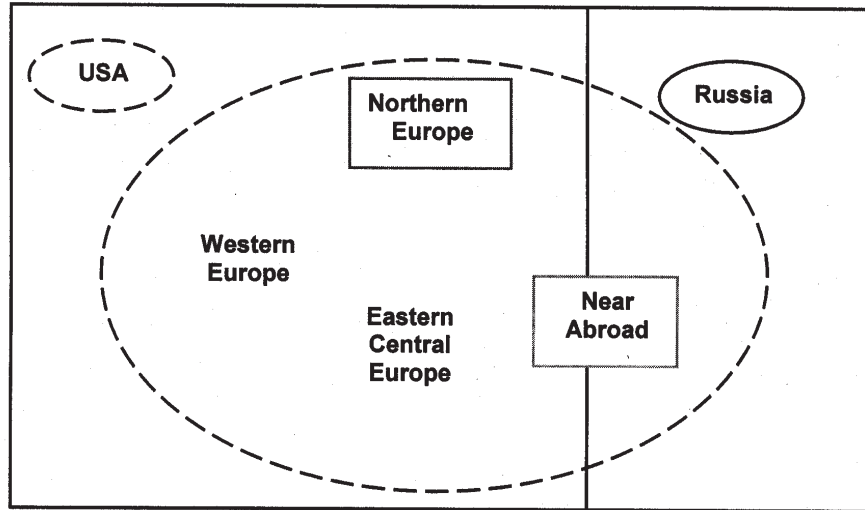 USA
Northern
Europe
Russia
Western
Europe
Near
Abroad
Eastern
Central
Europe